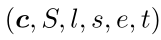 (c, S, l, s, e, t)